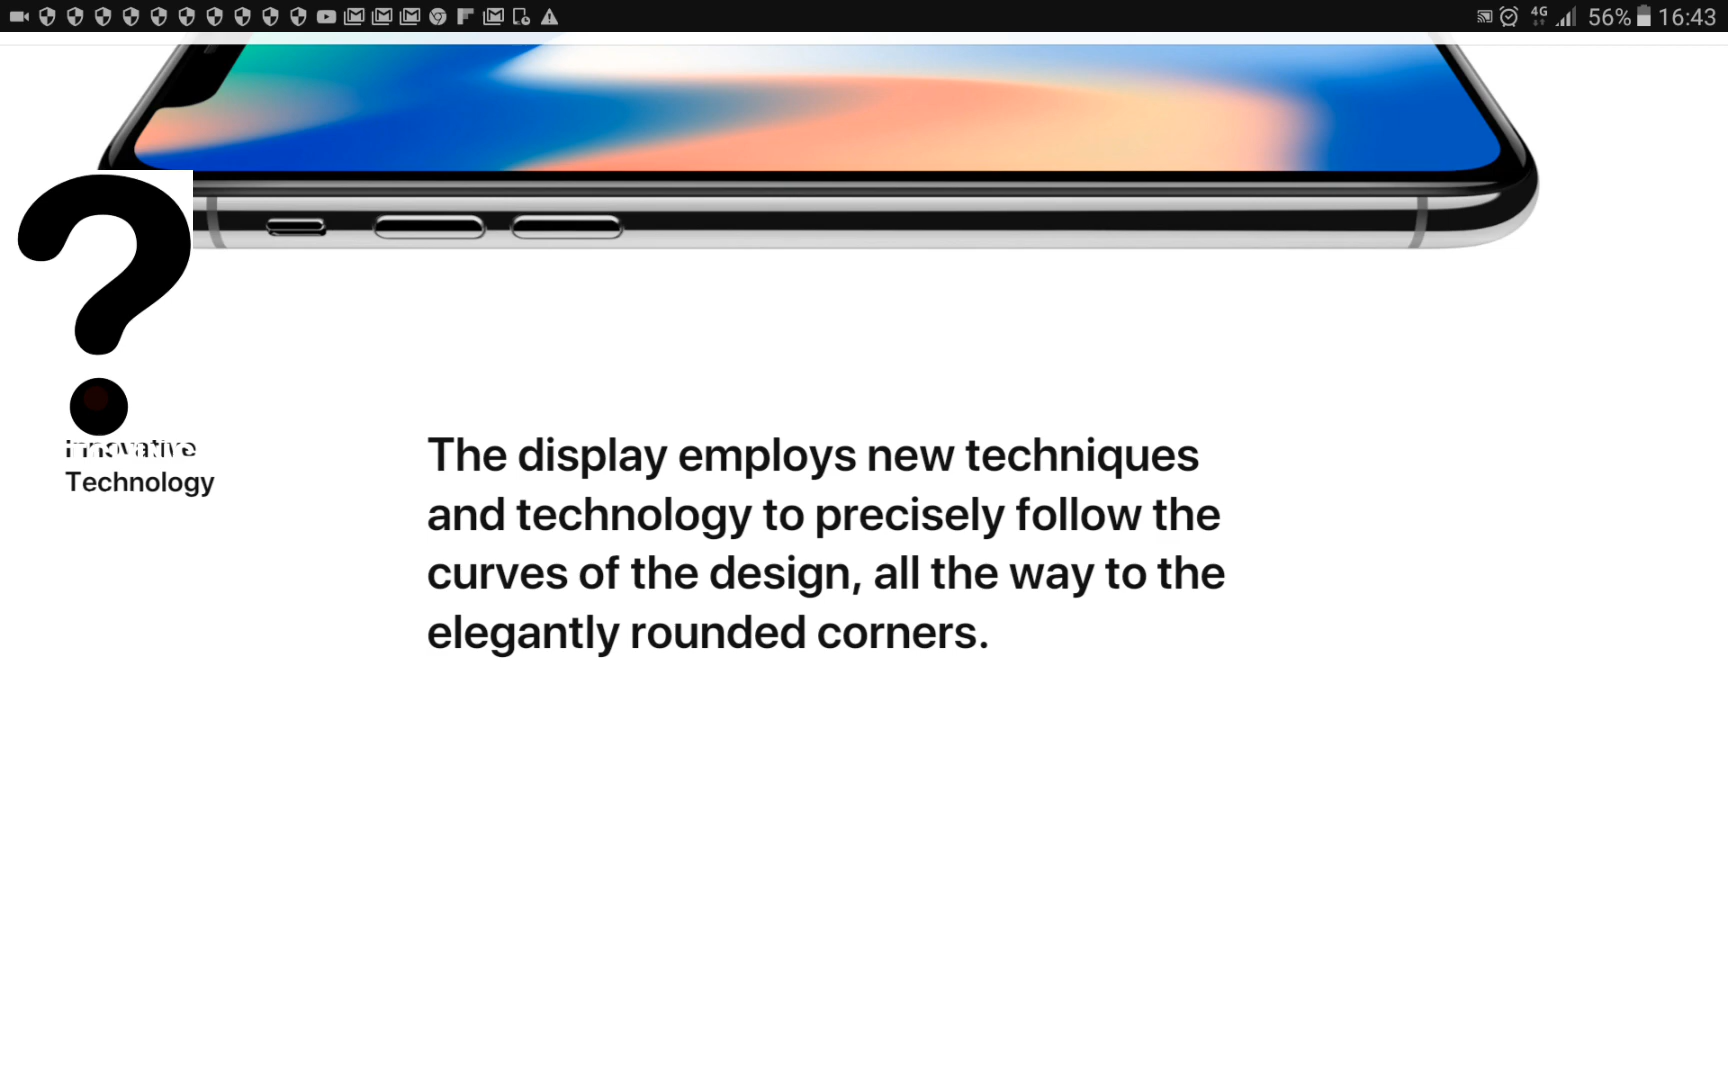 4G 56% 16:43
Innovative
Technology
The display employs new techniques
and technology to precisely follow the
curves of the design, all the way to the
elegantly rounded corners.